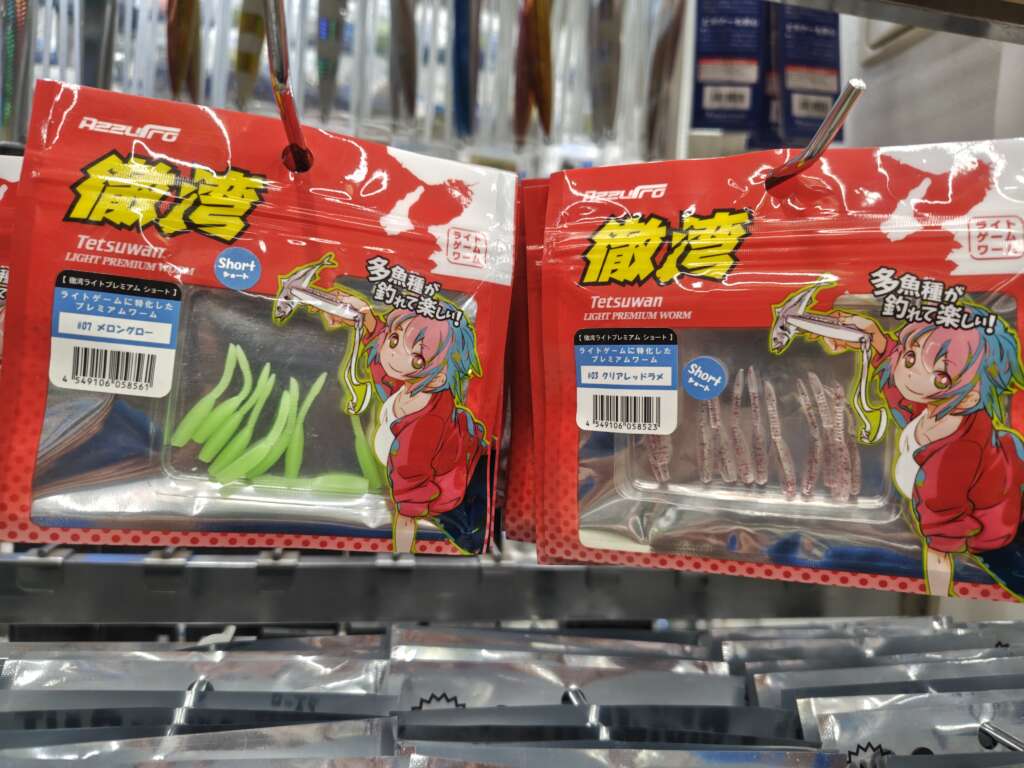 Azzurro
徹湾
Tetsuwan
LIGHT PREMIUM WORM
Short
ショート
【 徹湾ライトプレミアム ショート 】
ライトゲームに特化した
プレミアムワーム
#07 メロングロー
4 549106 058561
多魚種が
釣れて楽しい!
ライト
ゲーム
ワーム
Azzurro
徹湾
Tetsuwan
LIGHT PREMIUM WORM
【 徹湾ライトプレミアム ショート 】
ライトゲームに特化した
プレミアムワーム
#03 クリアレッドラメ
4 549106 058523
Short
ショート
多魚種が
釣れて楽しい!
ライト
ゲーム
ワーム